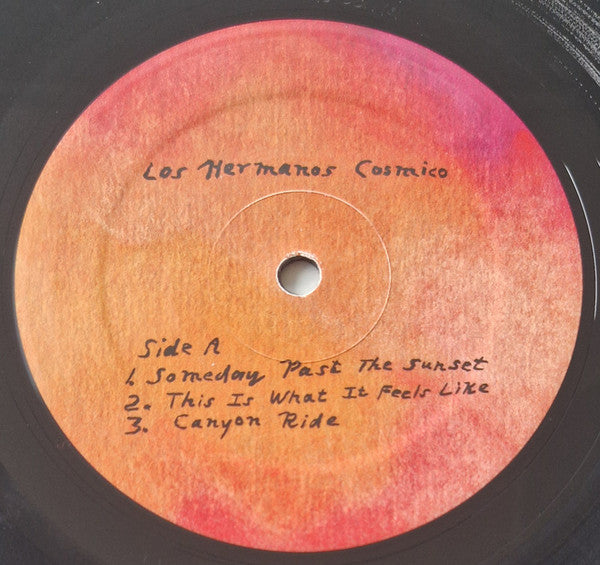 Los Hermanos Cosmico
Side A
1. Someday Past The Sunset
2. This Is What It Feels Like
3. Canyon Ride